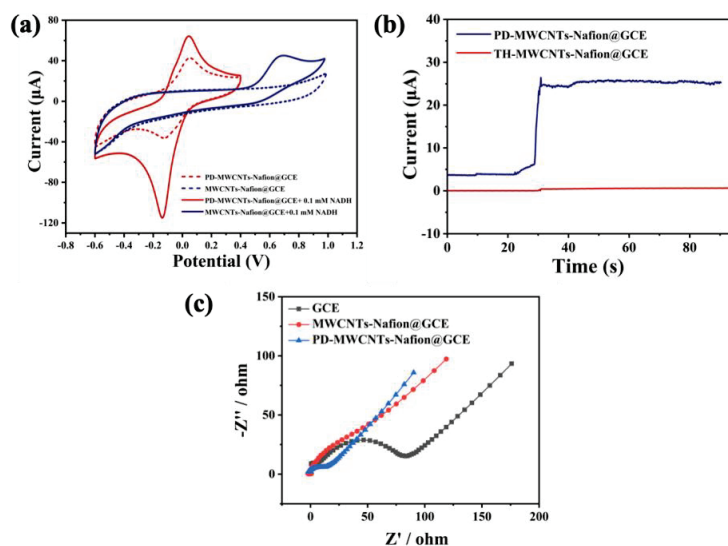 (a)
80
40
0
-40
-80
-120
Current (μA)
-0.8 -0.6 -0.4 -0.2 0.0 0.2 0.4 0.6 0.8 1.0 1.2
Potential (V)
PD-MWCNTs-Nafion@GCE
MWCNTs-Nafion@GCE
PD-MWCNTs-Nafion@GCE+ 0.1 mM NADH
MWCNTs-Nafion@GCE+0.1 mM NADH
(b)
40
30
20
10
0
-10
Current (μA)
0 20 40 60 80
Time (s)
PD-MWCNTs-Nafion@GCE
TH-MWCNTs-Nafion@GCE
(c)
150
100
50
0
-Z'' / ohm
0 50 100 150 200
Z' / ohm
GCE
MWCNTs-Nafion@GCE
PD-MWCNTs-Nafion@GCE